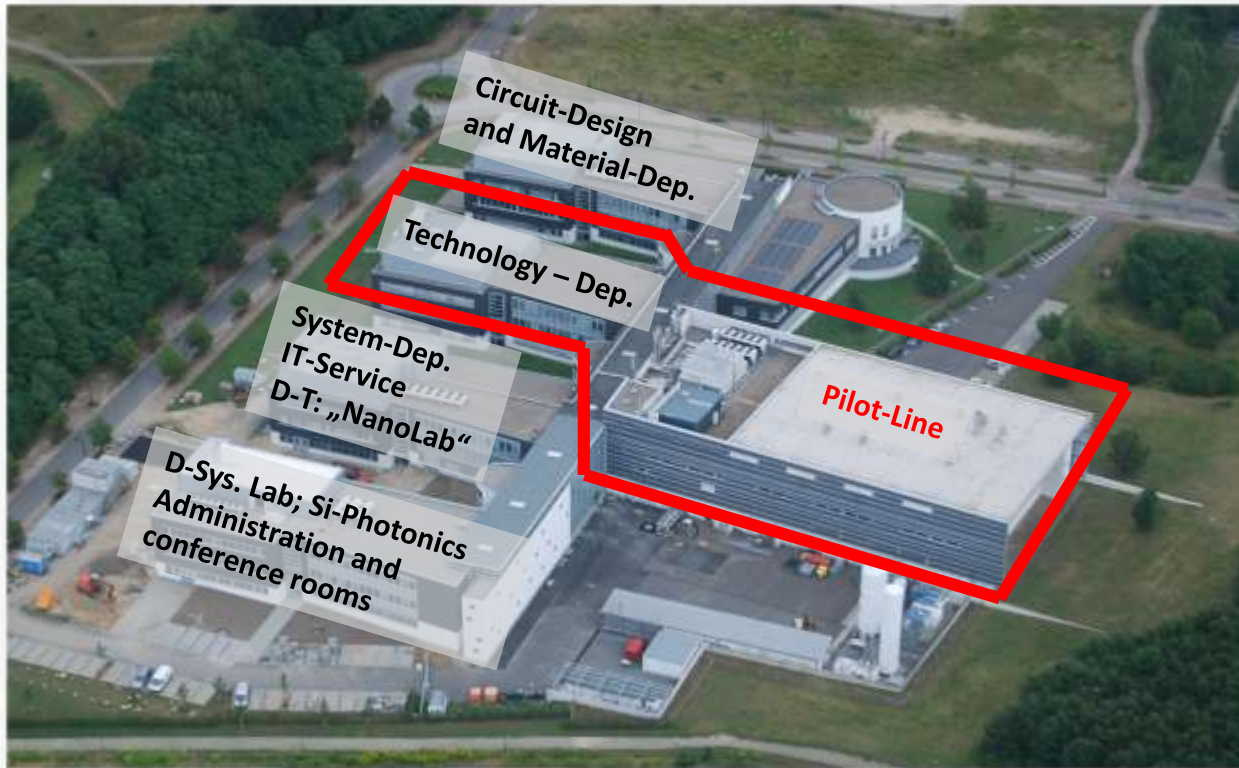 Circuit-Design
and Material-Dep.
Technology – Dep.
System-Dep.
IT-Service
D-T: „NanoLab“
Pilot-Line
D-Sys. Lab; Si-Photonics
Administration and
conference rooms